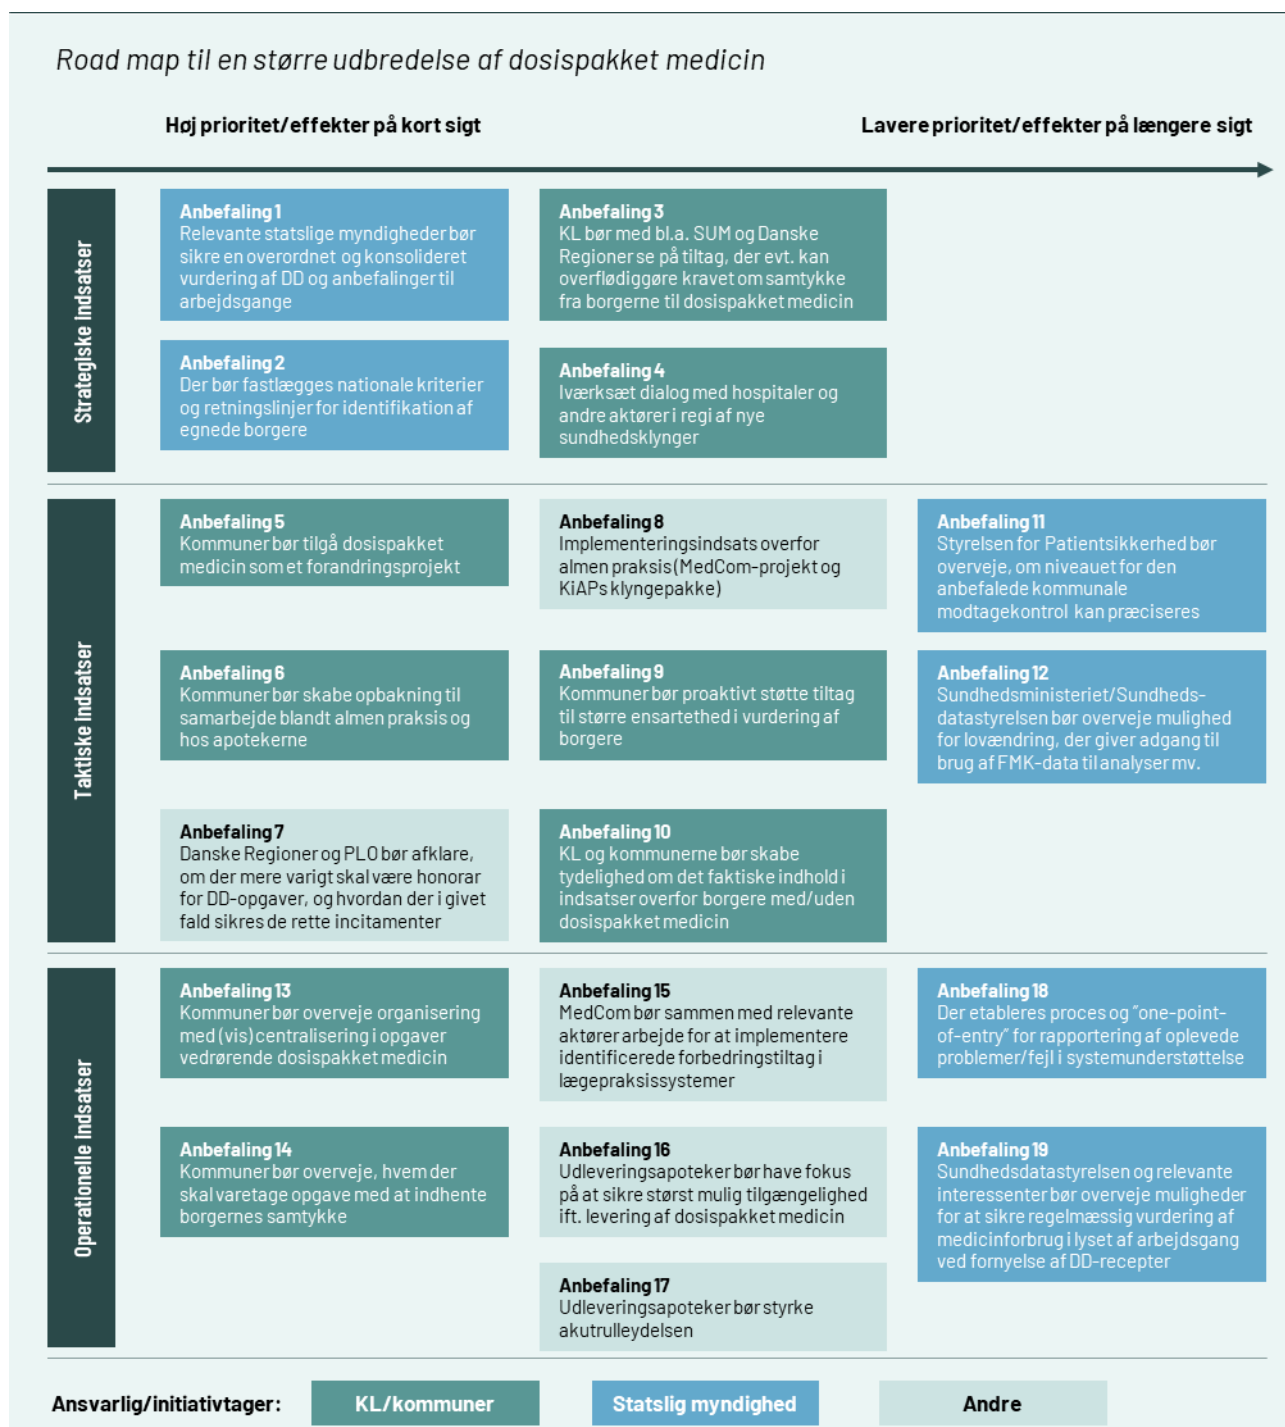 Road map til en større udbredelse af dosispakket medicin
Høj prioritet/effekter på kort sigt
Lavere prioritet/effekter på længere sigt
Strategiske indsatser
Anbefaling 1
Relevante statslige myndigheder bør
sikre en overordnet og konsolideret
vurdering af DD og anbefalinger til
arbejdsgange
Anbefaling 2
Der bør fastlægges nationale kriterier
og retningslinjer for identifikation af
egnede borgere
Anbefaling 3
KL bør med bl.a. SUM og Danske
Regioner se på tiltag, der evt. kan
overflødiggøre kravet om samtykke
fra borgerne til dosispakket medicin
Anbefaling 4
Iværksæt dialog med hospitaler og
andre aktører i regi af nye
sundhedsklynger
Taktiske indsatser
Anbefaling 5
Kommuner bør tilgå dosispakket
medicin som et forandringsprojekt
Anbefaling 6
Kommuner bør skabe opbakning til
samarbejde blandt almen praksis og
hos apotekerne
Anbefaling 7
Danske Regioner og PLO bør afklare,
om der mere varigt skal være honorar
for DD-opgaver, og hvordan der i givet
fald sikres de rette incitamenter
Anbefaling 8
Implementeringsindsats overfor
almen praksis (MedCom-projekt og
KiAPs klyngepakke)
Anbefaling 9
Kommuner bør proaktivt støtte tiltag
til større ensartethed i vurdering af
borgere
Anbefaling 10
KL og kommunerne bør skabe
tydelighed om det faktiske indhold i
indsatser overfor borgere med/uden
dosispakket medicin
Anbefaling 11
Styrelsen for Patientsikkerhed bør
overveje, om niveauet for den
anbefalede kommunale
modtagekontrol kan præciseres
Anbefaling 12
Sundhedsministeriet/Sundheds-
datastyrelsen bør overveje mulighed
for lovændring, der giver adgang til
brug af FMK-data til analyser mv.
Operationelle indsatser
Anbefaling 13
Kommuner bør overveje organisering
med (vis) centralisering i opgaver
vedrørende dosispakket medicin
Anbefaling 14
Kommuner bør overveje, hvem der
skal varetage opgave med at indhente
borgernes samtykke
Anbefaling 15
MedCom bør sammen med relevante
aktører arbejde for at implementere
identificerede forbedringstiltag i
lægepraksissystemer
Anbefaling 16
Udleveringsapoteker bør have fokus
på at sikre størst mulig tilgængelighed
ift. levering af dosispakket medicin
Anbefaling 17
Udleveringsapoteker bør styrke
akutrulleydelsen
Anbefaling 18
Der etableres proces og "one-point-
of-entry" for rapportering af oplevede
problemer/fejl i systemunderstøttelse
Anbefaling 19
Sundhedsdatastyrelsen og relevante
interessenter bør overveje muligheder
for at sikre regelmæssig vurdering af
medicinforbrug i lyset af arbejdsgang
ved fornyelse af DD-recepter
Ansvarlig/initiativtager:
KL/kommuner
Statslig myndighed
Andre